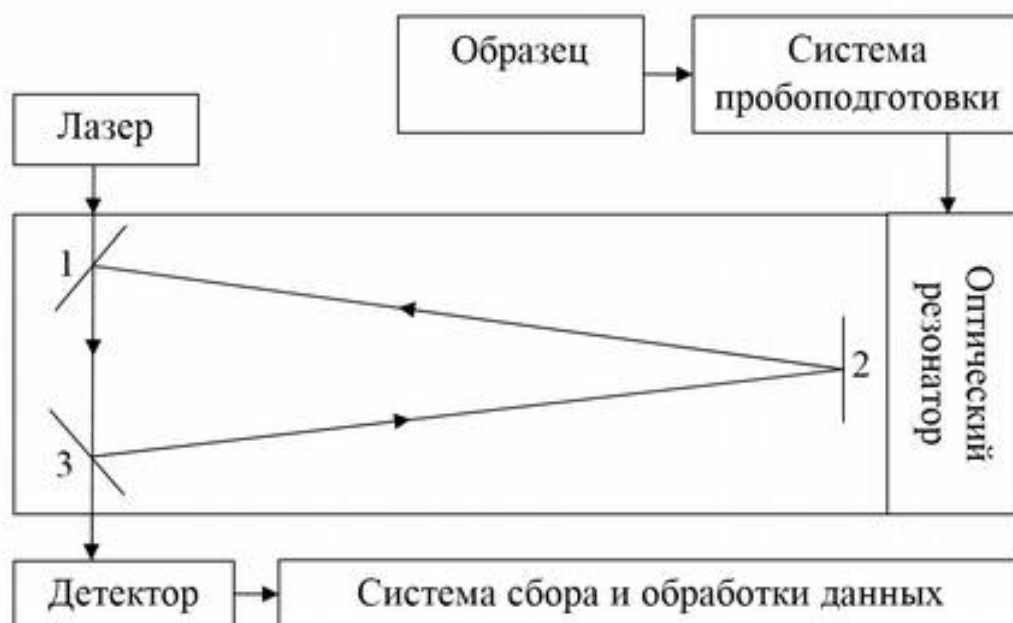 Образец
Система
пробоподготовки
Лазер
1
2
3
Оптический
резонатор
Детектор
Система сбора и обработки данных